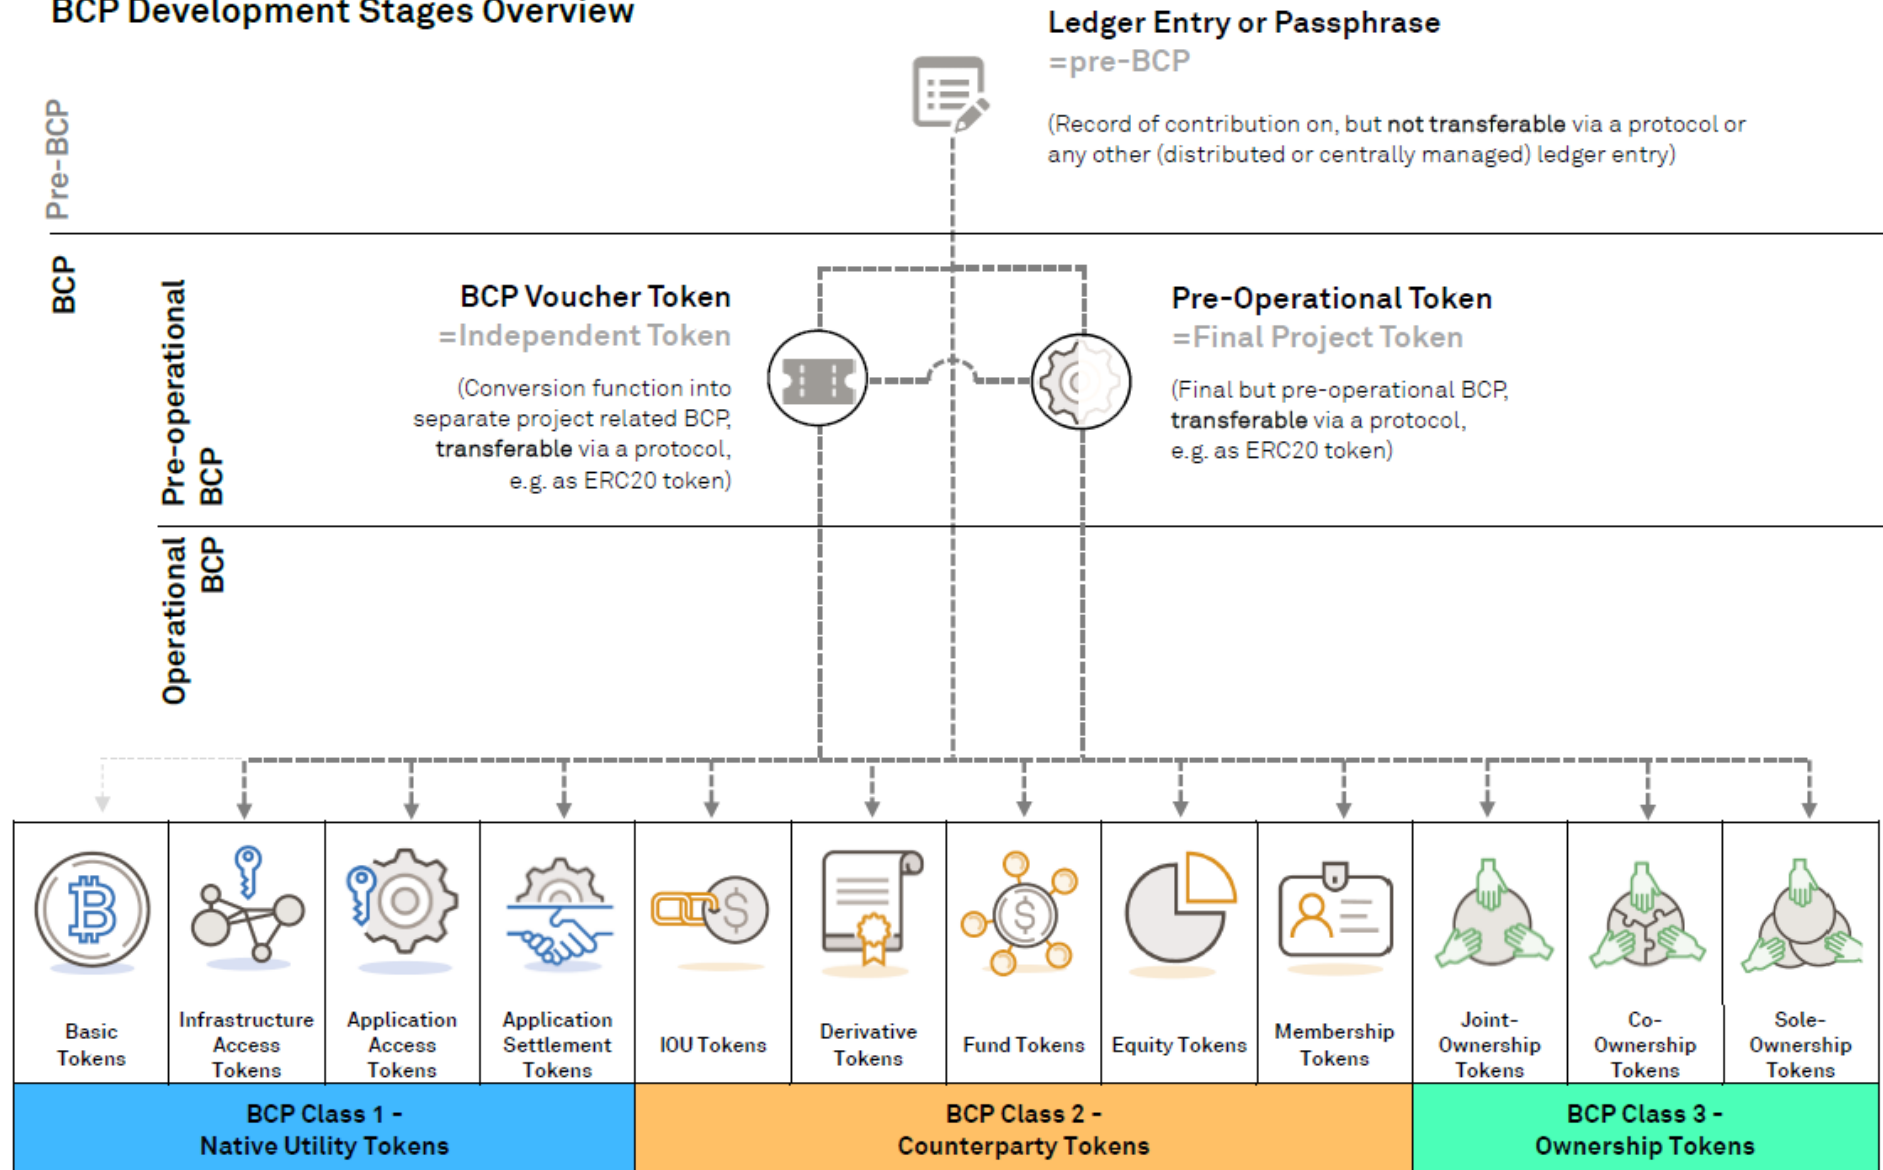 BCP Development Stages Overview
Ledger Entry or Passphrase
=pre-BCP
(Record of contribution on, but not transferable via a protocol or
any other (distributed or centrally managed) ledger entry)
Pre-BCP
BCP
Pre-operational
BCP
BCP Voucher Token
=Independent Token
(Conversion function into
separate project related BCP,
transferable via a protocol,
e.g. as ERC20 token)
Pre-Operational Token
=Final Project Token
(Final but pre-operational BCP,
transferable via a protocol,
e.g. as ERC20 token)
Operational
BCP
Basic
Tokens
Infrastructure
Access
Tokens
Application
Access
Tokens
Application
Settlement
Tokens
IOU Tokens
Derivative
Tokens
Fund Tokens
Equity Tokens
Membership
Tokens
Joint-
Ownership
Tokens
Co-
Ownership
Tokens
Sole-
Ownership
Tokens
BCP Class 1 -
Native Utility Tokens
BCP Class 2 -
Counterparty Tokens
BCP Class 3 -
Ownership Tokens